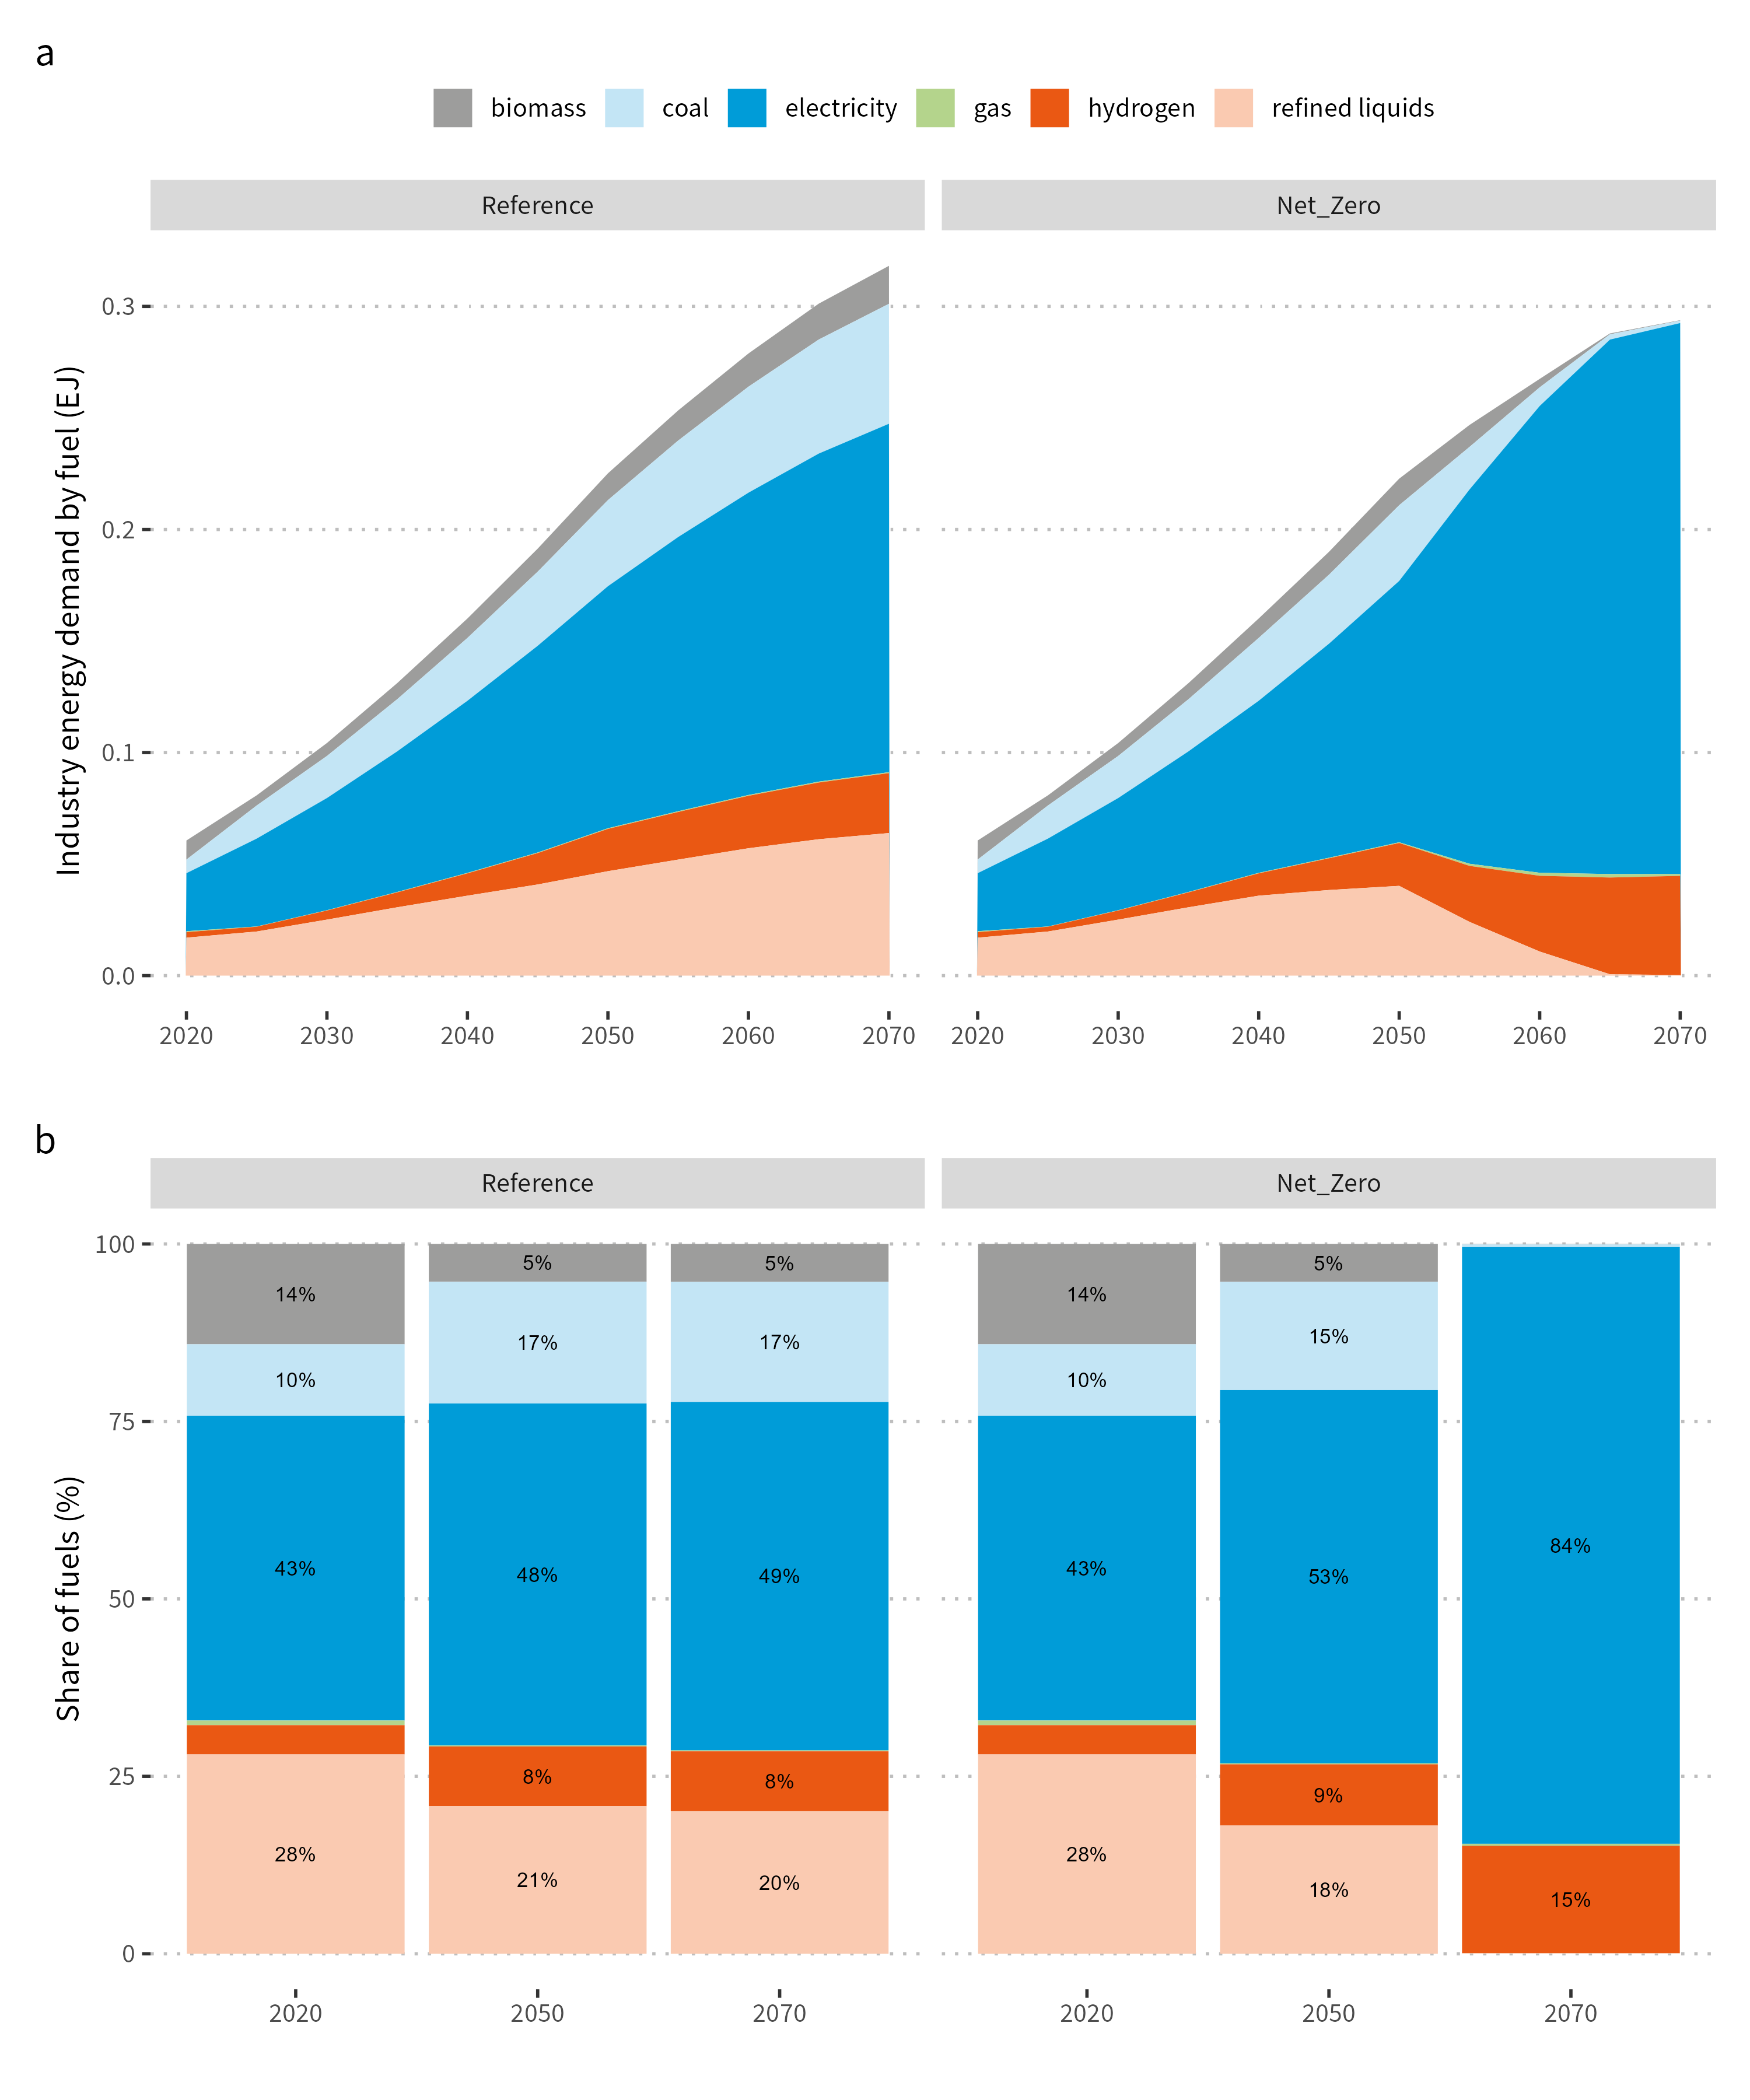 a
biomass coal electricity gas hydrogen refined liquids
Reference Net_Zero
Industry energy demand by fuel (EJ)
0.3
0.2
0.1
0.0
2020 2030 2040 2050 2060 2070 2020 2030 2040 2050 2060 2070
b
Reference Net_Zero
Share of fuels (%)
100
75
50
25
0
14% 5% 5% 14% 5%
10% 17% 17% 10% 15%
43% 48% 49% 43% 53% 84%
8% 8% 9% 15%
28% 21% 20% 28% 18%
2020 2050 2070 2020 2050 2070